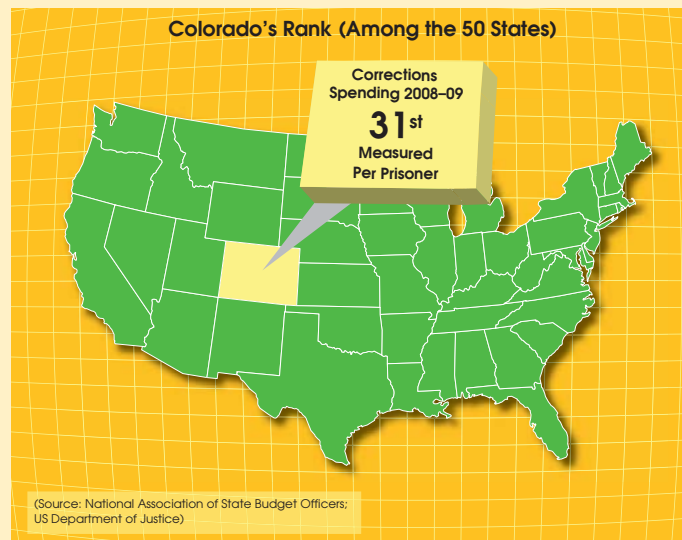 Colorado’s Rank (Among the 50 States)
Corrections
Spending 2008–09
31st
Measured
Per Prisoner
(Source: National Association of State Budget Officers;
US Department of Justice)